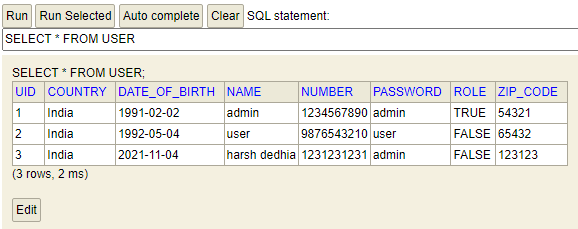 Run Run Selected Auto complete Clear SQL statement:
SELECT * FROM USER
SELECT * FROM USER;
UID COUNTRY DATE_OF_BIRTH NAME NUMBER PASSWORD ROLE ZIP_CODE
1 India 1991-02-02 admin 1234567890 admin TRUE 54321
2 India 1992-05-04 user 9876543210 user FALSE 65432
3 India 2021-11-04 harsh dedhia 1231231231 admin FALSE 123123
(3 rows, 2 ms)
Edit